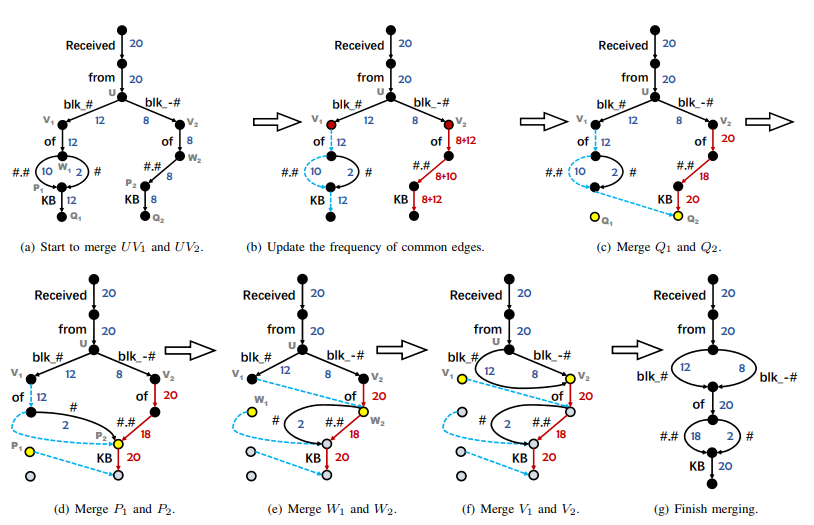 Received 20
from 20
U
blk_# blk_-#
V1 12 8 V2
of 12 of 8
W1 W2
#.# 10 2 # #.# 8
P1 P2
KB 12 KB 8
Q1 Q2
(a) Start to merge UV1 and UV2.
Received 20
from 20
U
blk_# blk_-#
V1 12 8 V2
of 12 of 8+12
#.# 10 2 # #.# 8+10
KB 12 KB 8+12
(b) Update the frequency of common edges.
Received 20
from 20
U
blk_# blk_-#
V1 12 8 V2
of 12 of 20
#.# 10 2 # #.# 18
KB 20
Q1 Q2
(c) Merge Q1 and Q2.
Received 20
from 20
U
blk_# blk_-#
V1 12 8 V2
of 12 of 20
#
2 #.# 18
P1 P2
KB 20
(d) Merge P1 and P2.
Received 20
from 20
U
blk_# blk_-#
V1 12 8 V2
W1 of 20
W2
# 2 #.# 18
KB 20
(e) Merge W1 and W2.
Received 20
from 20
U
blk_# blk_-#
V1 12 8 V2
of 20
# 2 #.# 18
KB 20
(f) Merge V1 and V2.
Received 20
from 20
12 8
blk_# blk_-#
of 20
#.# 18 2 #
KB 20
(g) Finish merging.